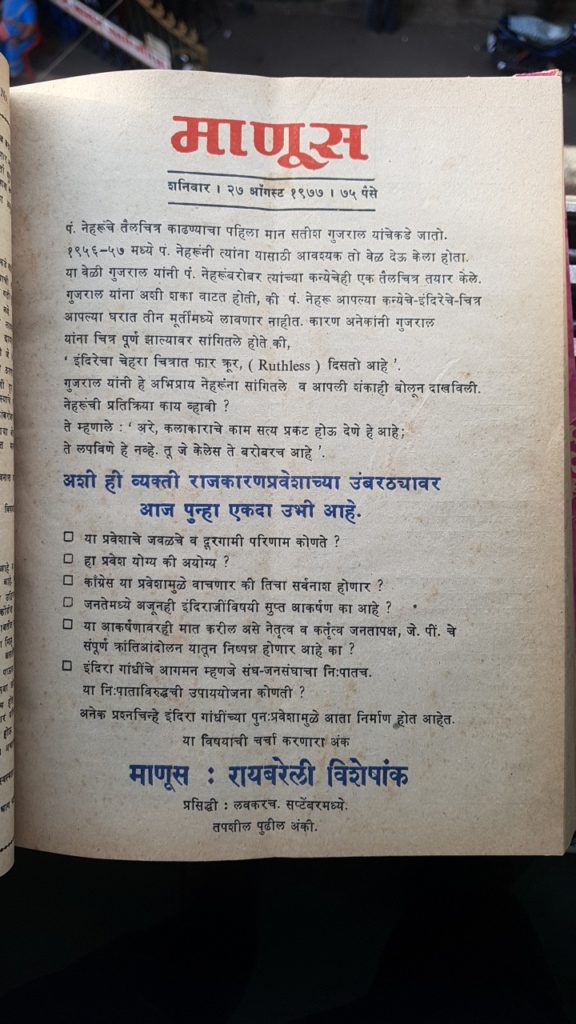 माणूस
शनिवार । २७ ऑगस्ट १९७७ । ७५ पैसे
पं. नेहरूंचे तैलचित्र काढण्याचा पहिला मान सतीश गुजराल यांचेकडे जातो.
१९५६-५७ मध्ये पं. नेहरूंनी त्यांना यासाठी आवश्यक तो वेळ देऊ केला होता.
या वेळी गुजराल यांनी पं. नेहरूंबरोबर त्यांच्या कन्येचेही एक तैलचित्र तयार केले.
गुजराल यांना अशी शका वाटत होती, की पं. नेहरू आपल्या कन्येचे-इंदिरेचे-चित्र
आपल्या घरात तीन मूर्तीमध्ये लावणार नाहीत. कारण अनेकांनी गुजराल
यांना चित्र पूर्ण झाल्यावर सांगितले होते की,
' इंदिरेचा चेहरा चित्रात फार क्रूर, ( Ruthless ) दिसतो आहे '.
गुजराल यांनी हे अभिप्राय नेहरूंना सांगितले व आपली शंकाही बोलून दाखविली.
नेहरूंची प्रतिक्रिया काय व्हावी ?
ते म्हणाले : ' अरे, कलाकाराचे काम सत्य प्रकट होऊ देणे हे आहे;
ते लपविणे हे नव्हे. तू जे केलेस ते बरोबरच आहे '.
अशी ही व्यक्ती राजकारणप्रवेशाच्या उंबरठ्यावर
आज पुन्हा एकदा उभी आहे.
□ या प्रवेशाचे जवळचे व दूरगामी परिणाम कोणते ?
□ हा प्रवेश योग्य की अयोग्य ?
□ काँग्रेस या प्रवेशामुळे वाचणार की तिचा सर्वनाश होणार ?
□ जनतेमध्ये अजूनही इंदिराजींविषयी सुप्त आकर्षण का आहे ?
□ या आकर्षणावरही मात करील असे नेतृत्व व कर्तृत्व जनतापक्ष, जे. पीं. चे
संपूर्ण क्रांतिआंदोलन यातून निष्पन्न होणार आहे का ?
□ इंदिरा गांधींचे आगमन म्हणजे संघ-जनसंघाचा निःपातच.
या निःपाताविरुद्धची उपाययोजना कोणती ?
अनेक प्रश्नचिन्हे इंदिरा गांधींच्या पुनःप्रवेशामुळे आता निर्माण होत आहेत.
या विषयाची चर्चा करणारा अंक
माणूस : रायबरेली विशेषांक
प्रसिद्धी : लवकरच. सप्टेंबरमध्ये.
तपशील पुढील अंकी.